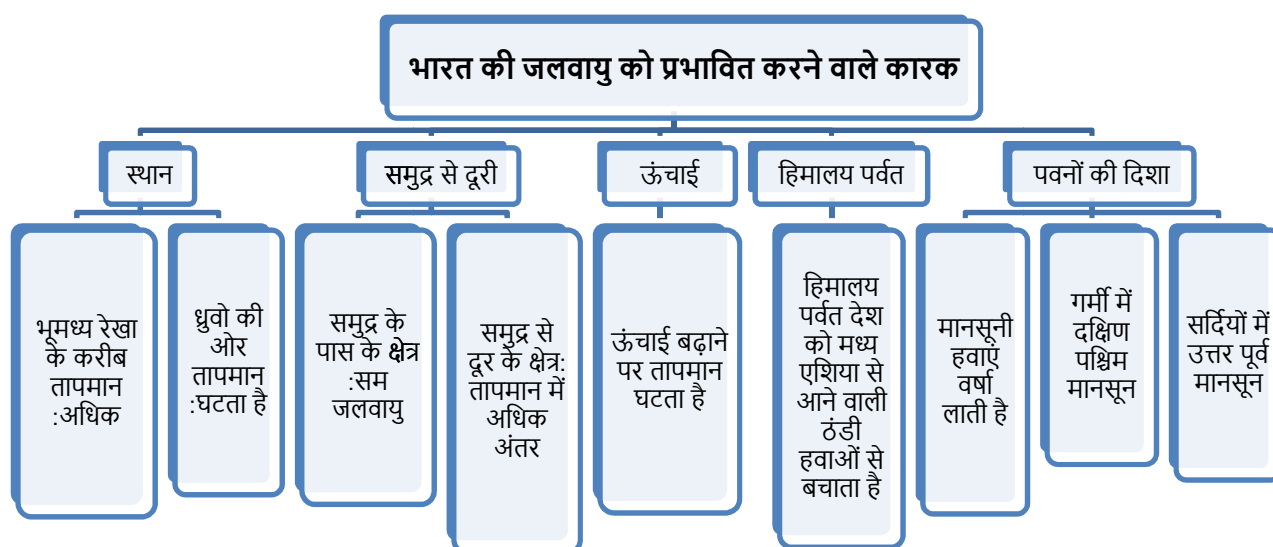 भारत की जलवायु को प्रभावित करने वाले कारक
स्थान
समुद्र से दूरी
ऊंचाई
हिमालय पर्वत
पवनों की दिशा
भूमध्य रेखा
के करीब
तापमान
:अधिक
ध्रुवो की
ओर
तापमान
:घटता है
समुद्र के
पास के क्षेत्र
:सम
जलवायु
समुद्र से
दूर के क्षेत्र:
तापमान में
अधिक
अंतर
ऊंचाई बढ़ाने
पर तापमान
घटता है
हिमालय
पर्वत देश
को मध्य
एशिया से
आने वाली
ठंडी
हवाओं से
बचाता है
मानसूनी
हवाएं
वर्षा
लाती है
गर्मी में
दक्षिण
पश्चिम
मानसून
सर्दियों में
उत्तर पूर्व
मानसून